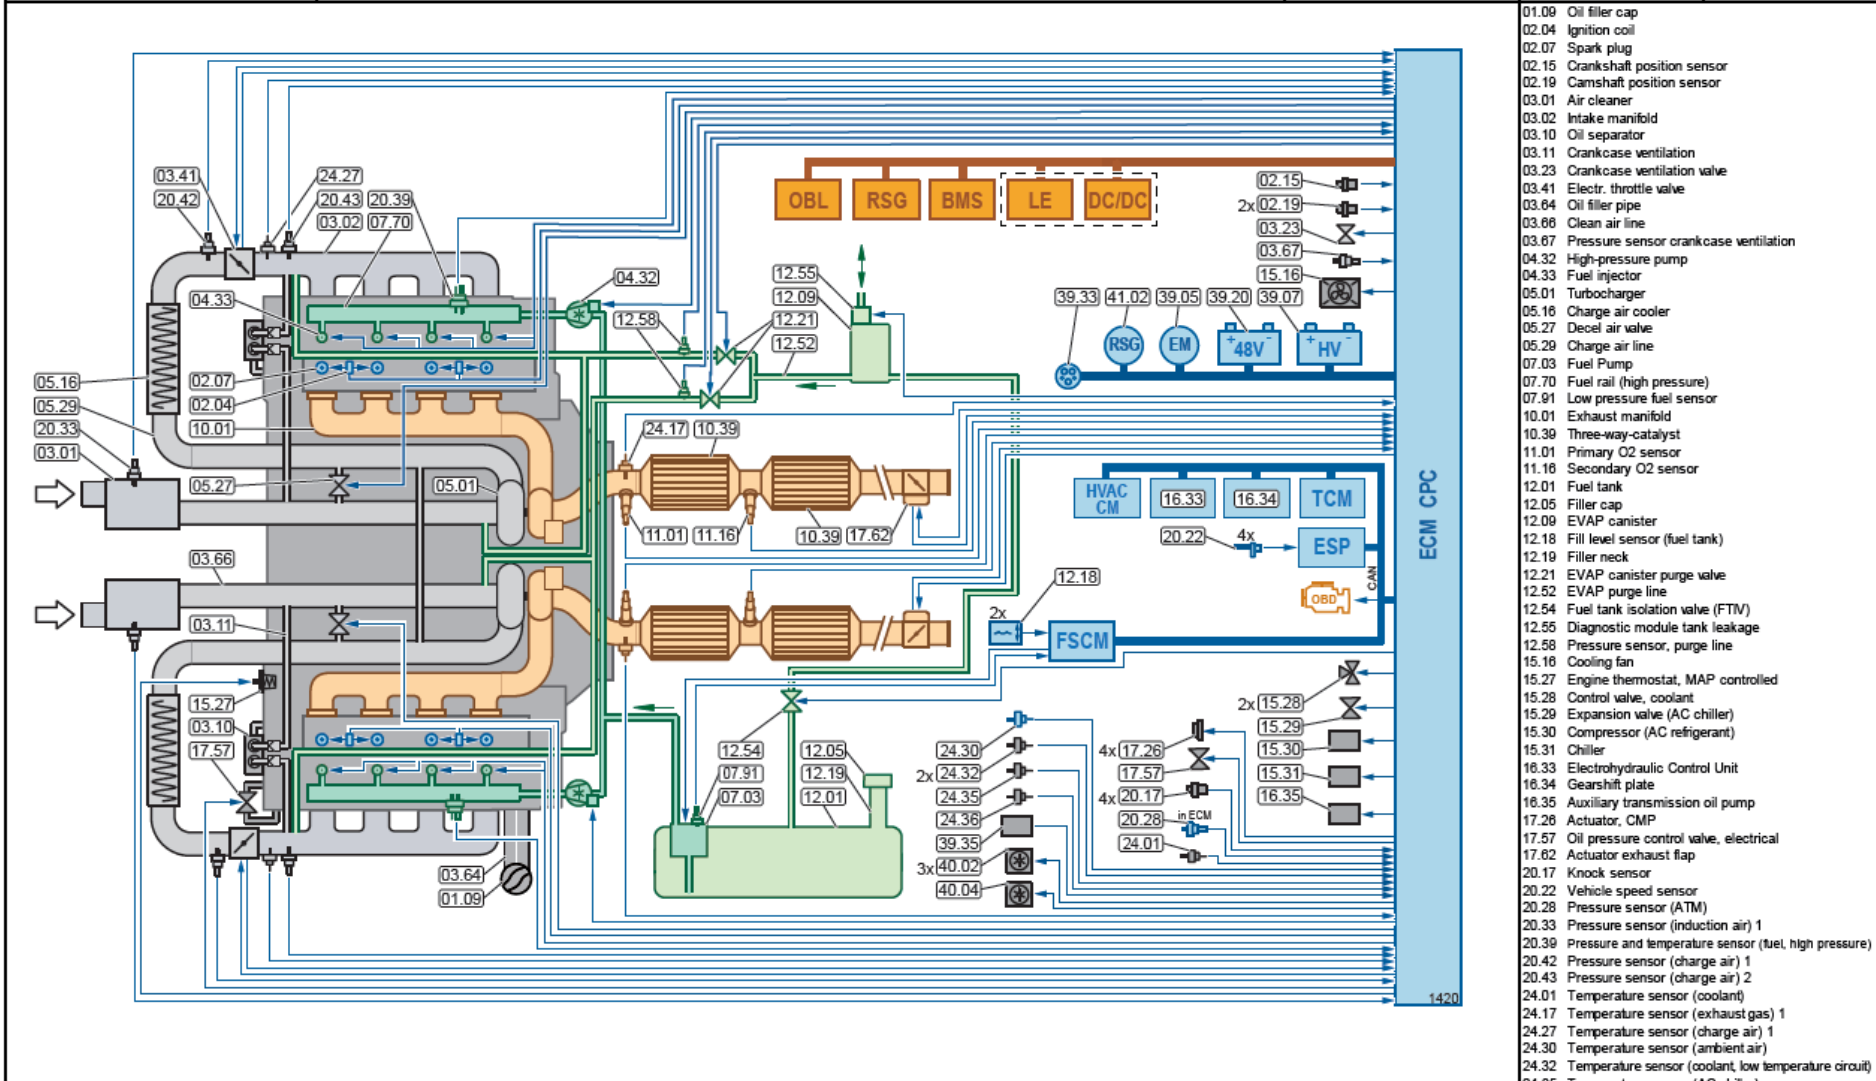 03.41
20.42
24.27
20.43
20.39
03.02
07.70
04.33
04.32
05.16
05.29
20.33
03.01
02.07
02.04
10.01
05.27
05.01
03.66
03.11
15.27
03.10
17.57
03.64
01.09
OBL
RSG
BMS
LE
DC/DC
12.55
12.09
12.58
12.21
12.52
24.17
10.39
11.01
11.16
10.39
17.62
02.15
2x 02.19
03.23
03.67
15.16
39.33
41.02
39.05
39.20
39.07
RSG
EM
+ 48V -
+ HV -
HVAC
CM
16.33
16.34
TCM
20.22
4x
ESP
CAN
OBD
12.18
2x
FSCM
ECM CPC
12.54
12.05
07.91
12.19
07.03
12.01
24.30
2x 24.32
24.35
24.36
39.35
3x 40.02
40.04
4x 17.26
17.57
4x 20.17
in ECM
20.28
24.01
2x 15.28
15.29
15.30
15.31
16.35
1420
01.09 Oil filler cap
02.04 Ignition coil
02.07 Spark plug
02.15 Crankshaft position sensor
02.19 Camshaft position sensor
03.01 Air cleaner
03.02 Intake manifold
03.10 Oil separator
03.11 Crankcase ventilation
03.23 Crankcase ventilation valve
03.41 Electr. throttle valve
03.64 Oil filler pipe
03.66 Clean air line
03.67 Pressure sensor crankcase ventilation
04.32 High-pressure pump
04.33 Fuel injector
05.01 Turbocharger
05.16 Charge air cooler
05.27 Decel air valve
05.29 Charge air line
07.03 Fuel Pump
07.70 Fuel rail (high pressure)
07.91 Low pressure fuel sensor
10.01 Exhaust manifold
10.39 Three-way-catalyst
11.01 Primary O2 sensor
11.16 Secondary O2 sensor
12.01 Fuel tank
12.05 Filler cap
12.09 EVAP canister
12.18 Fill level sensor (fuel tank)
12.19 Filler neck
12.21 EVAP canister purge valve
12.52 EVAP purge line
12.54 Fuel tank isolation valve (FTIV)
12.55 Diagnostic module tank leakage
12.58 Pressure sensor, purge line
15.16 Cooling fan
15.27 Engine thermostat, MAP controlled
15.28 Control valve, coolant
15.29 Expansion valve (AC chiller)
15.30 Compressor (AC refrigerant)
15.31 Chiller
16.33 Electrohydraulic Control Unit
16.34 Gearshift plate
16.35 Auxiliary transmission oil pump
17.26 Actuator, CMP
17.57 Oil pressure control valve, electrical
17.62 Actuator exhaust flap
20.17 Knock sensor
20.22 Vehicle speed sensor
20.28 Pressure sensor (ATM)
20.33 Pressure sensor (induction air) 1
20.39 Pressure and temperature sensor (fuel, high pressure)
20.42 Pressure sensor (charge air) 1
20.43 Pressure sensor (charge air) 2
24.01 Temperature sensor (coolant)
24.17 Temperature sensor (exhaust gas) 1
24.27 Temperature sensor (charge air) 1
24.30 Temperature sensor (ambient air)
24.32 Temperature sensor (coolant, low temperature circuit)